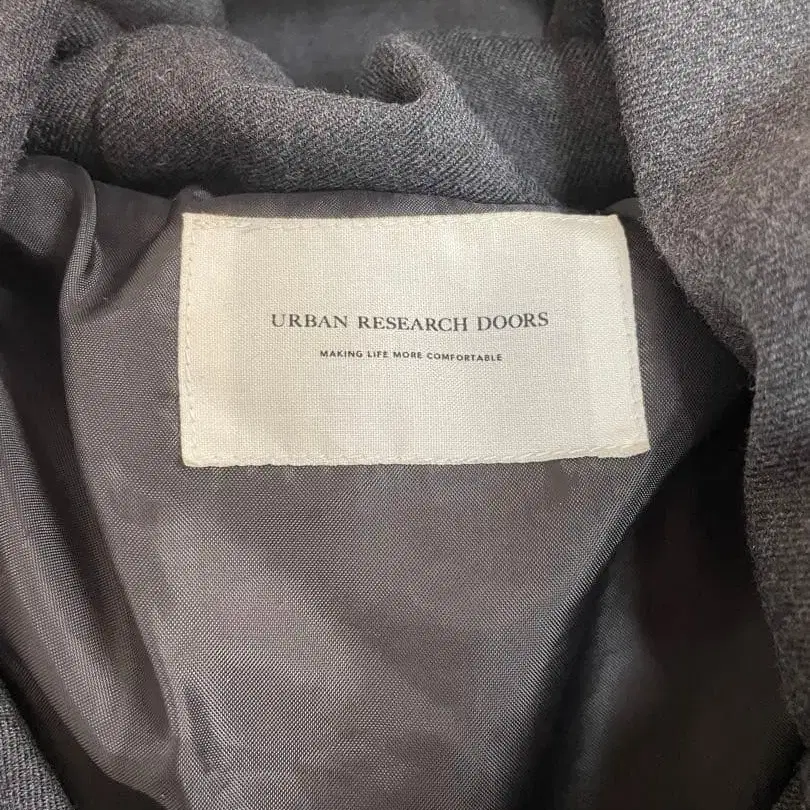 URBAN RESEARCH DOORS
MAKING LIFE MORE COMFORTABLE